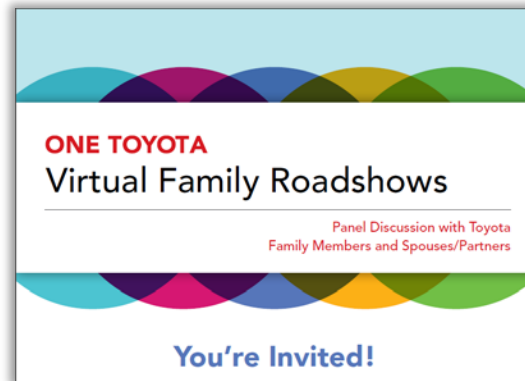 ONE TOYOTA
Virtual Family Roadshows
Panel Discussion with Toyota
Family Members and Spouses/Partners
You're Invited!